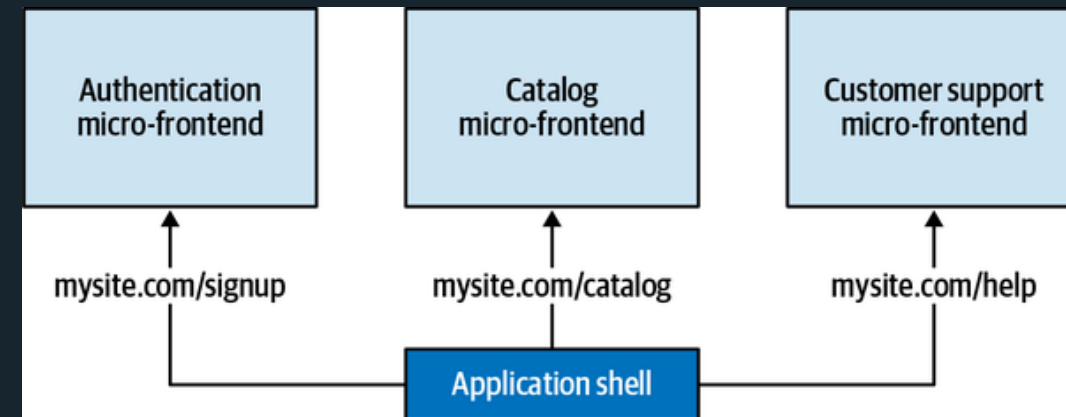 Authentication
micro-frontend
Catalog
micro-frontend
Customer support
micro-frontend
mysite.com/signup
mysite.com/catalog
mysite.com/help
Application shell